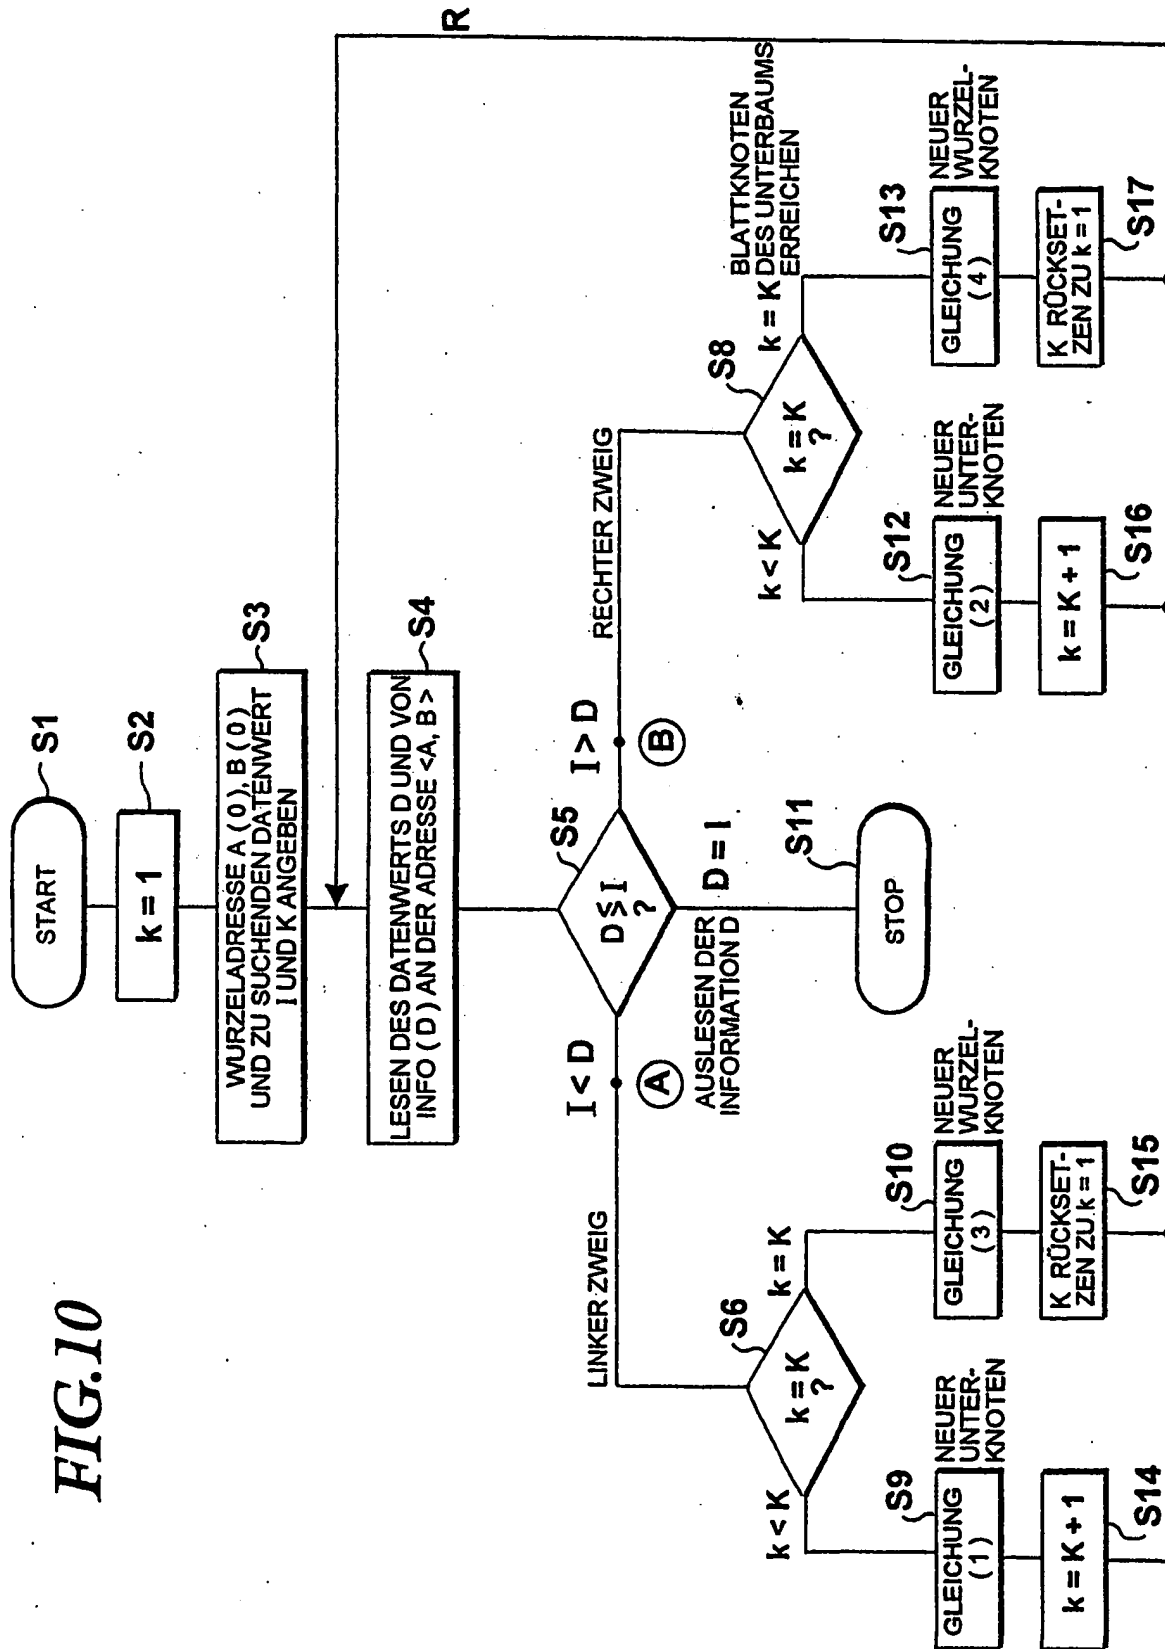 FIG.10
START
S1
k = 1
S2
WURZELADRESSE A ( 0 ), B ( 0 )
UND ZU SUCHENDEN DATENWERT
I UND K ANGEBEN
S3
R
LESEN DES DATENWERTS D UND VON
INFO ( D ) AN DER ADRESSE <A, B >
S4
D ≦̸ I
?
S5
I < D
A
LINKER ZWEIG
I > D
B
RECHTER ZWEIG
D = I
AUSLESEN DER
INFORMATION D
STOP
S11
k = K
?
S6
k < K
k = K
k = K
?
S8
k < K
k = K
BLATTKNOTEN
DES UNTERBAUMS
ERREICHEN
GLEICHUNG
(1)
S9
NEUER
UNTER-
KNOTEN
GLEICHUNG
( 3 )
S10
NEUER
WURZEL-
KNOTEN
GLEICHUNG
(2)
S12
NEUER
UNTER-
KNOTEN
GLEICHUNG
(4)
S13
NEUER
WURZEL-
KNOTEN
k = K + 1
S14
K RÜCKSET-
ZEN ZU k = 1
S15
k = K + 1
S16
K RÜCKSET-
ZEN ZU k = 1
S17